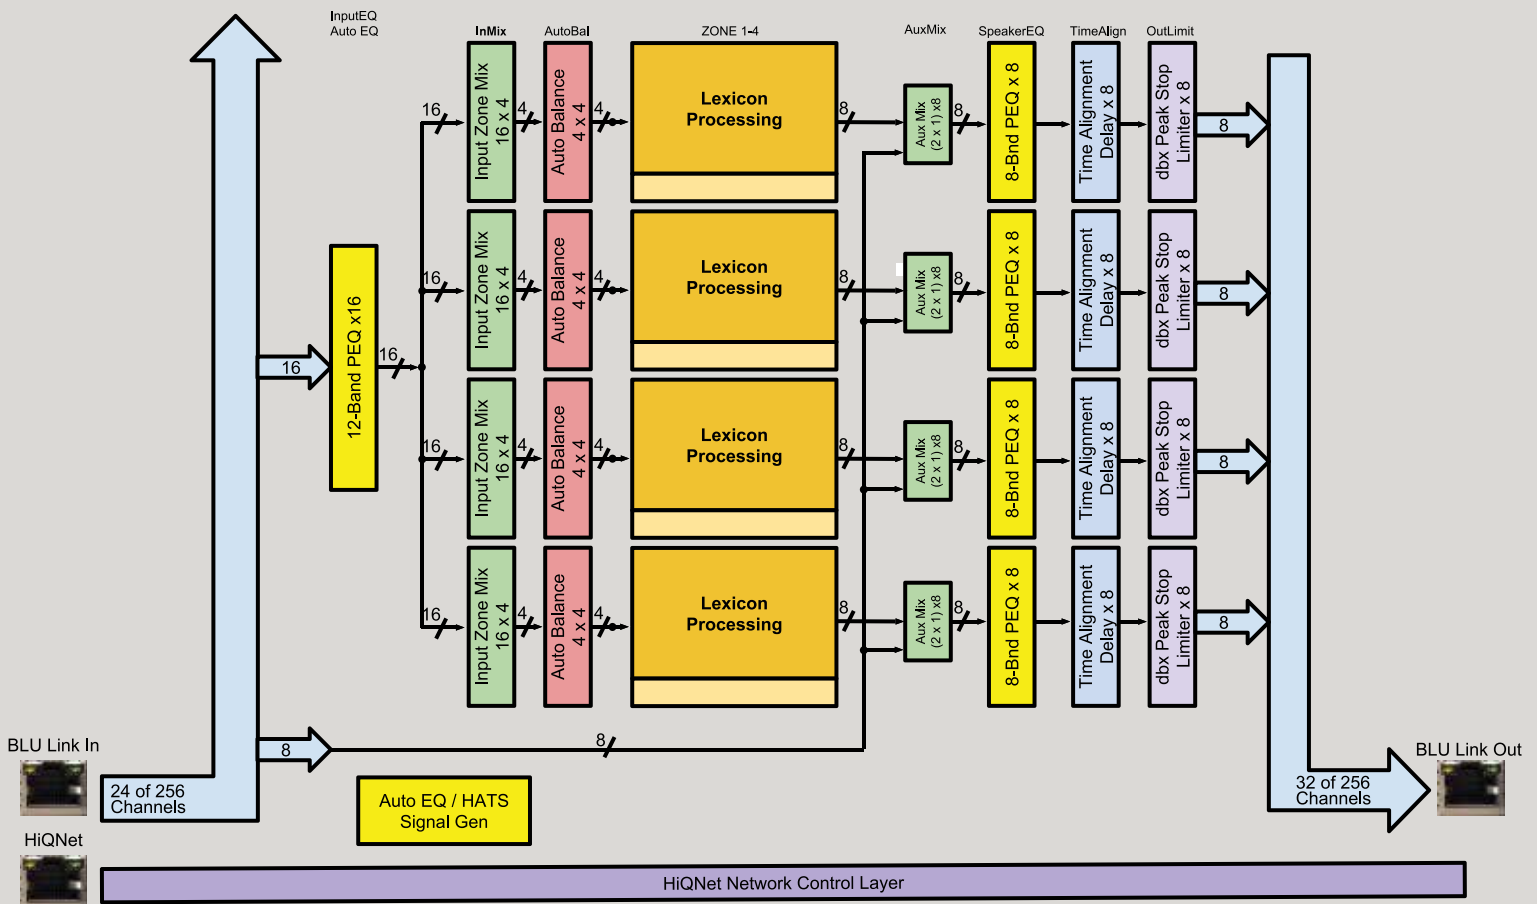 InputEQ
Auto EQ
InMix
AutoBal
ZONE 1-4
AuxMix
SpeakerEQ
TimeAlign
OutLimit
16
Input Zone Mix
16 x 4
4
Auto Balance
4 x 4
4
Lexicon
Processing
8
Aux Mix
(2 x 1) x8
8
8-Bnd PEQ x 8
Time Alignment
Delay x 8
dbx Peak Stop
Limiter x 8
8
16
Input Zone Mix
16 x 4
4
Auto Balance
4 x 4
4
Lexicon
Processing
8
Aux Mix
(2 x 1) x8
8
8-Bnd PEQ x 8
Time Alignment
Delay x 8
dbx Peak Stop
Limiter x 8
8
16
12-Band PEQ x16
16
16
Input Zone Mix
16 x 4
4
Auto Balance
4 x 4
4
Lexicon
Processing
8
Aux Mix
(2 x 1) x8
8
8-Bnd PEQ x 8
Time Alignment
Delay x 8
dbx Peak Stop
Limiter x 8
8
16
Input Zone Mix
16 x 4
4
Auto Balance
4 x 4
4
Lexicon
Processing
8
Aux Mix
(2 x 1) x8
8
8-Bnd PEQ x 8
Time Alignment
Delay x 8
dbx Peak Stop
Limiter x 8
8
BLU Link In
8
8
BLU Link Out
24 of 256
Channels
Auto EQ / HATS
Signal Gen
32 of 256
Channels
HiQNet
HiQNet Network Control Layer